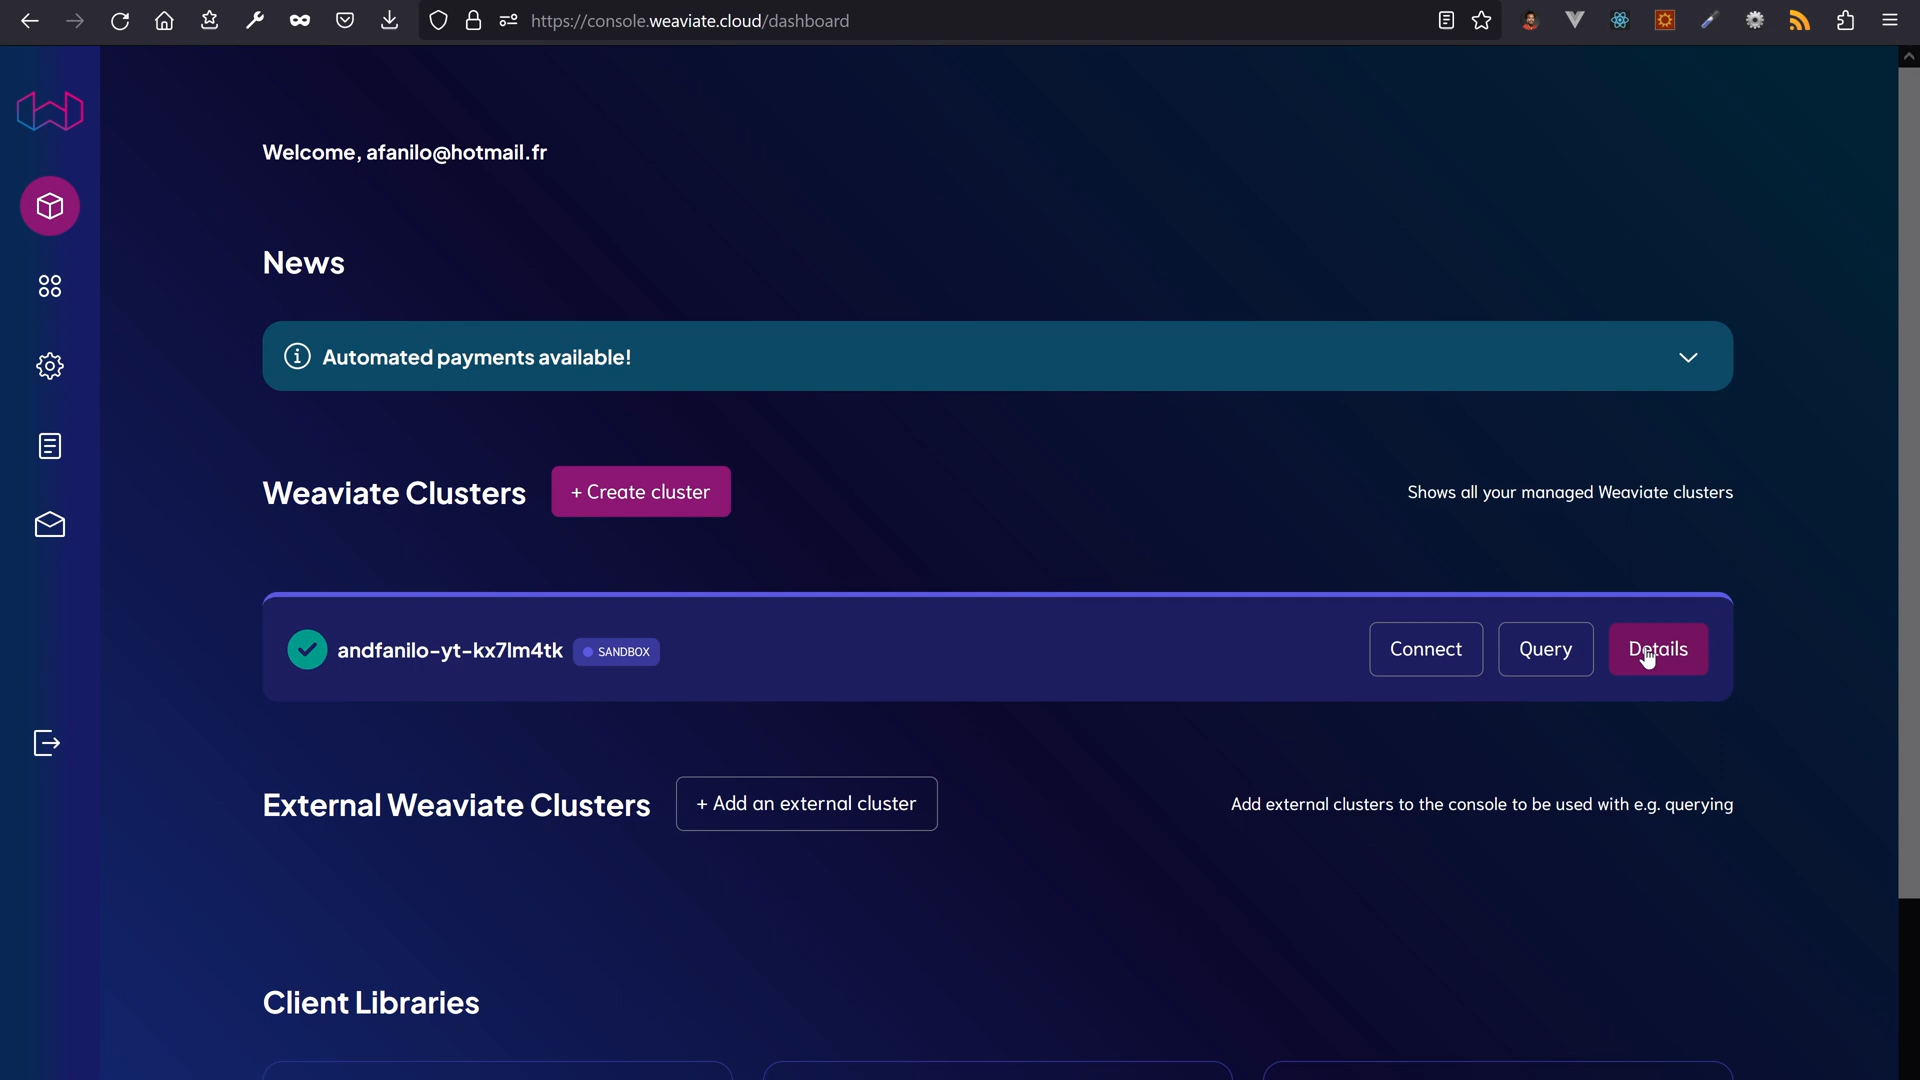 https://console.weaviate.cloud/dashboard
Welcome, afanilo@hotmail.fr
News
Automated payments available!
Weaviate Clusters
+ Create cluster
Shows all your managed Weaviate clusters
andfanilo-yt-kx7lm4tk
SANDBOX
Connect
Query
Details
External Weaviate Clusters
+ Add an external cluster
Add external clusters to the console to be used with e.g. querying
Client Libraries